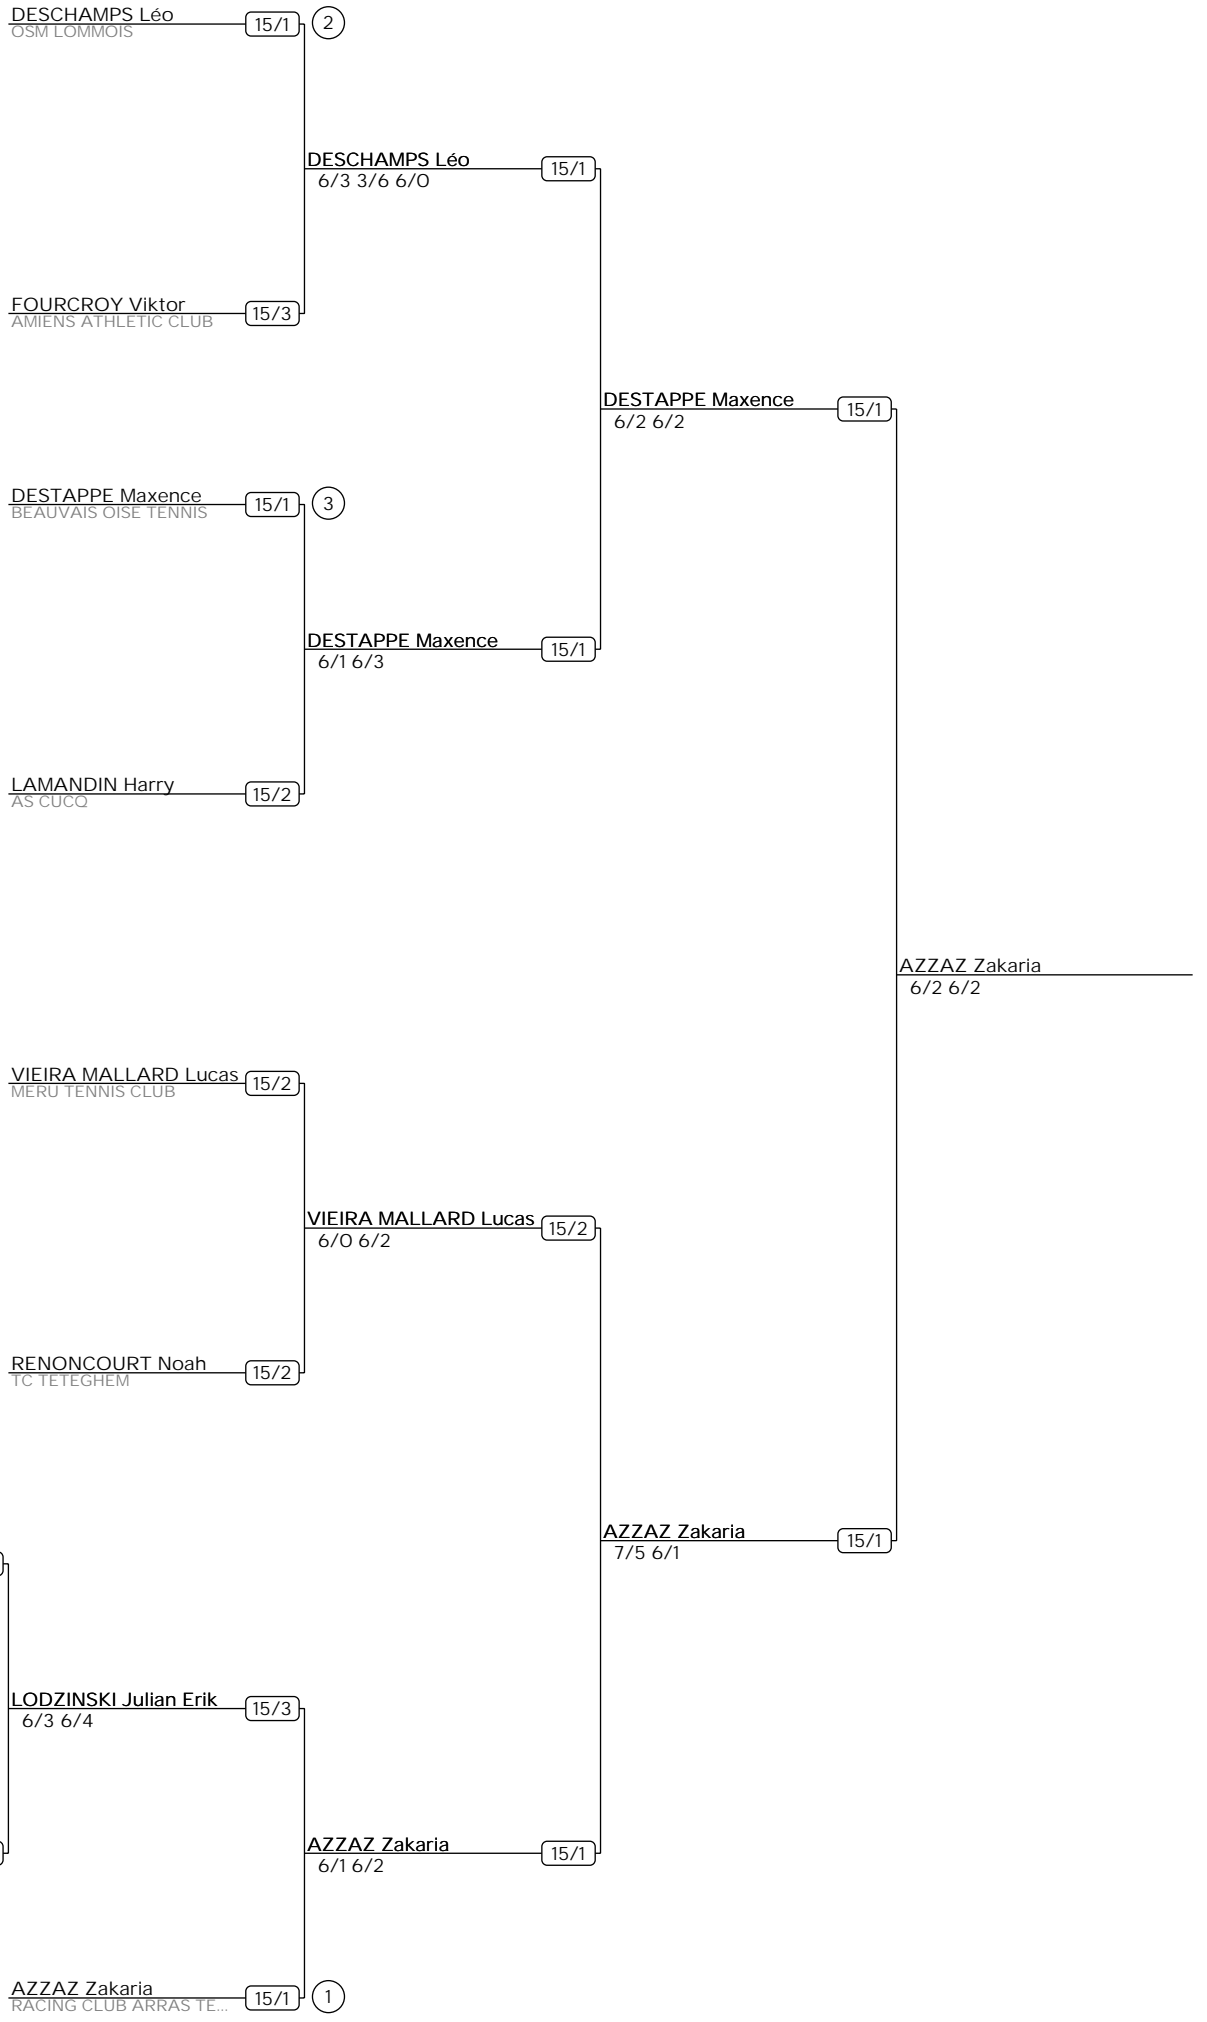 DESCHAMPS Léo 15/1 2
OSM LOMMOIS
DESCHAMPS Léo 15/1
6/3 3/6 6/0
FOURCROY Viktor 15/3
AMIENS ATHLETIC CLUB
DESTAPPE Maxence 15/1
6/2 6/2
DESTAPPE Maxence 15/1 3
BEAUVAIS OISE TENNIS
DESTAPPE Maxence 15/1
6/1 6/3
LAMANDIN Harry 15/2
AS CUCQ
AZZAZ Zakaria
6/2 6/2
VIEIRA MALLARD Lucas 15/2
MERU TENNIS CLUB
VIEIRA MALLARD Lucas 15/2
6/0 6/2
RENONCOURT Noah 15/2
TC TETEGHEM
AZZAZ Zakaria 15/1
7/5 6/1
LODZINSKI Julian Erik 15/3
6/3 6/4
AZZAZ Zakaria 15/1
6/1 6/2
AZZAZ Zakaria 15/1 1
RACING CLUB ARRAS TE...